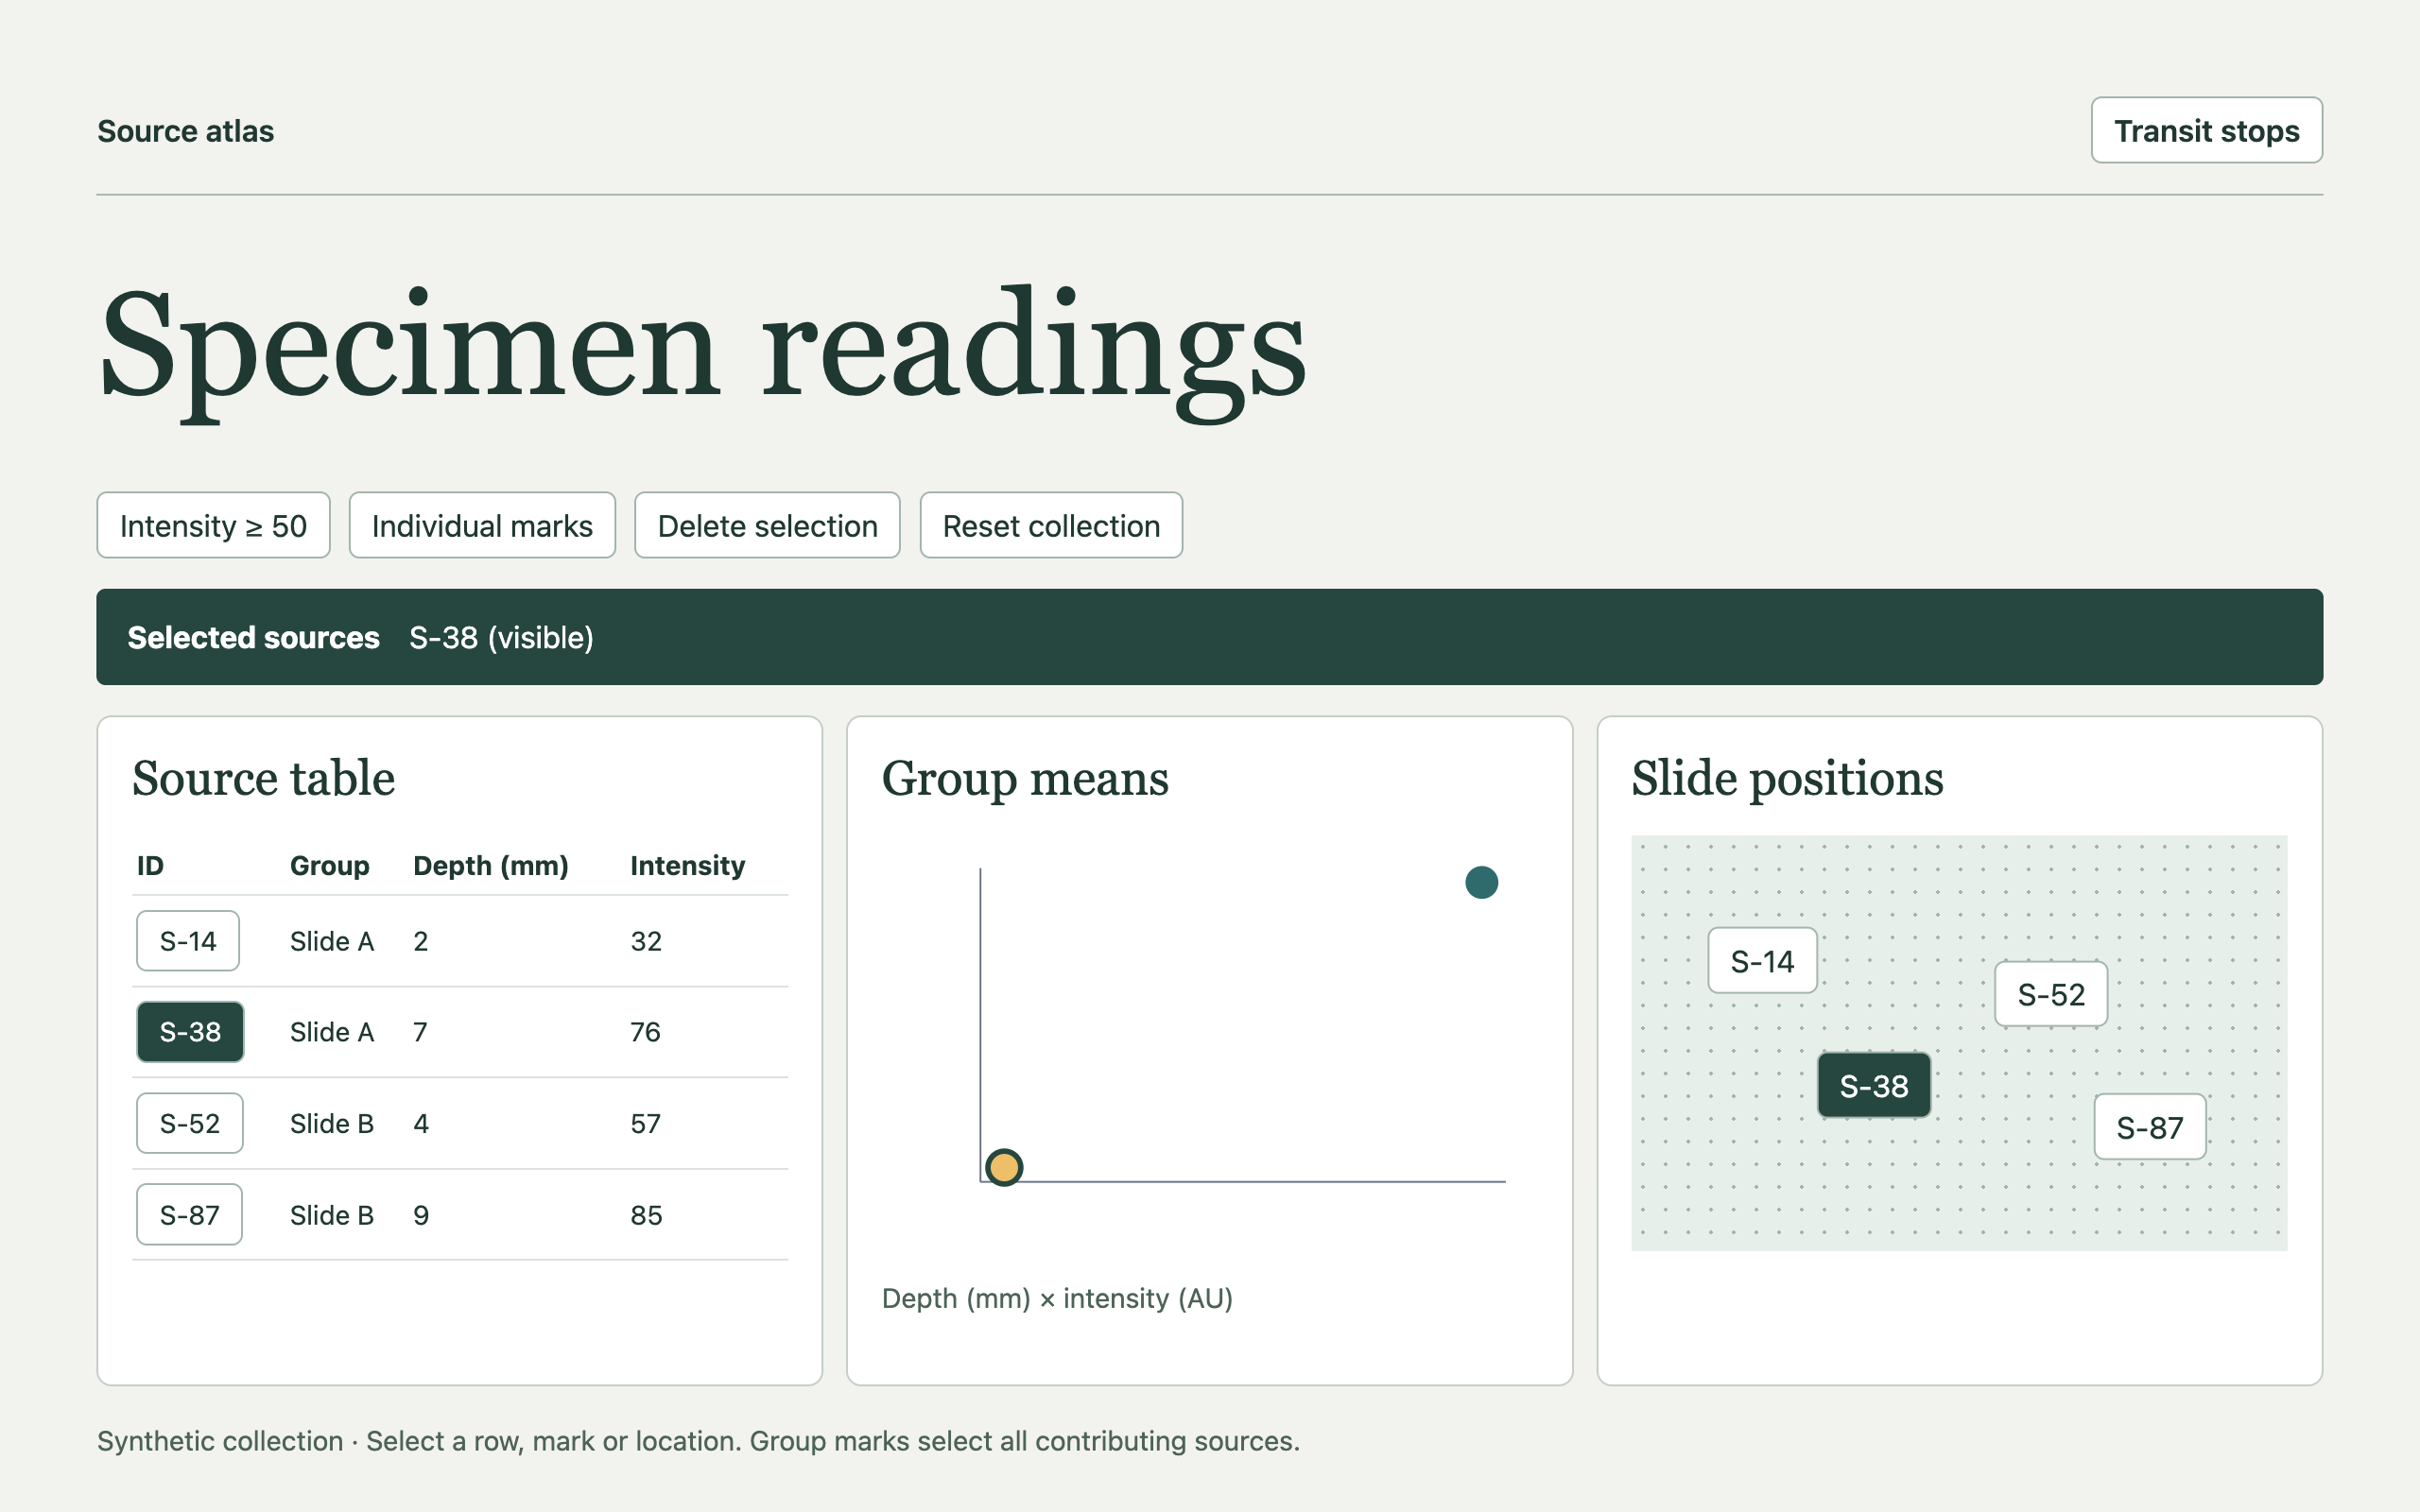 Source atlas
Transit stops
Specimen readings
Intensity ≥ 50
Individual marks
Delete selection
Reset collection
Selected sources S-38 (visible)
Source table
ID Group Depth (mm) Intensity
S-14 Slide A 2 32
S-38 Slide A 7 76
S-52 Slide B 4 57
S-87 Slide B 9 85
Group means
Depth (mm) × intensity (AU)
Slide positions
S-14
S-52
S-38
S-87
Synthetic collection · Select a row, mark or location. Group marks select all contributing sources.